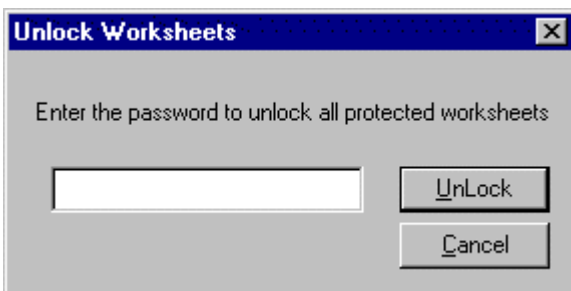 Unlock Worksheets
Enter the password to unlock all protected worksheets
UnLock
Cancel